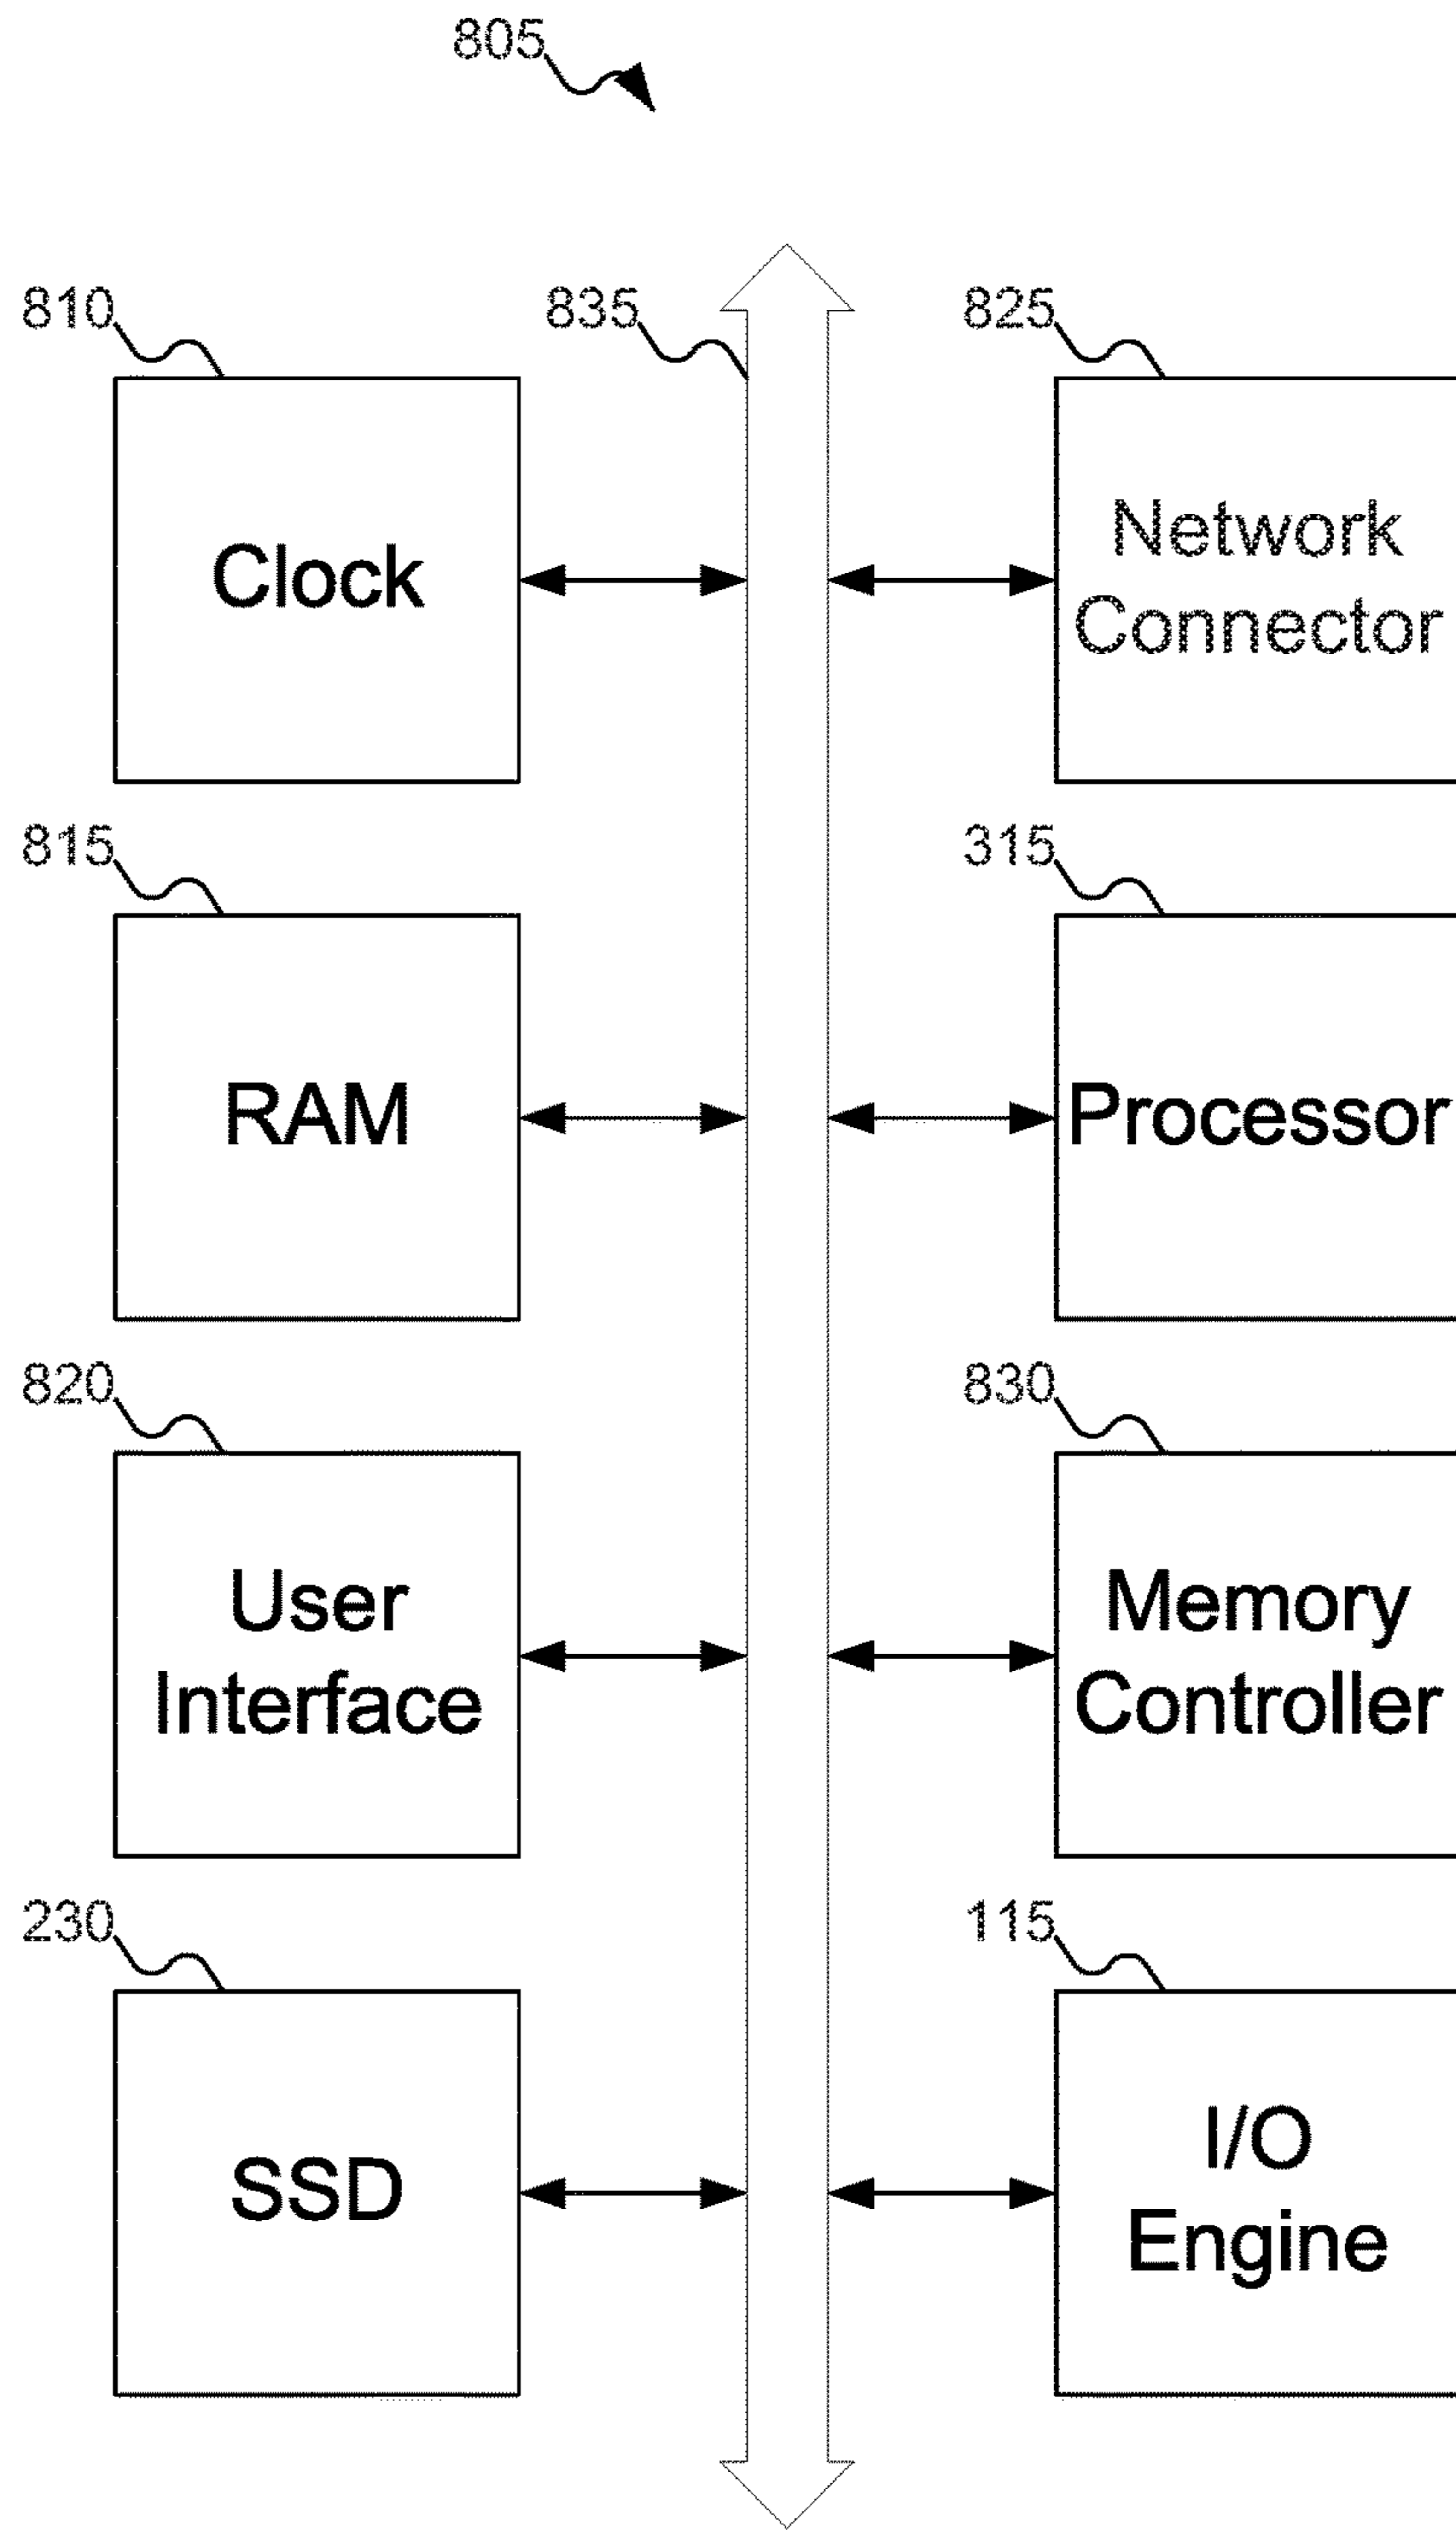 805
810
835
825
Clock
Network
Connector
815
315
RAM
Processor
820
830
User
Interface
Memory
Controller
230
115
SSD
I/O
Engine